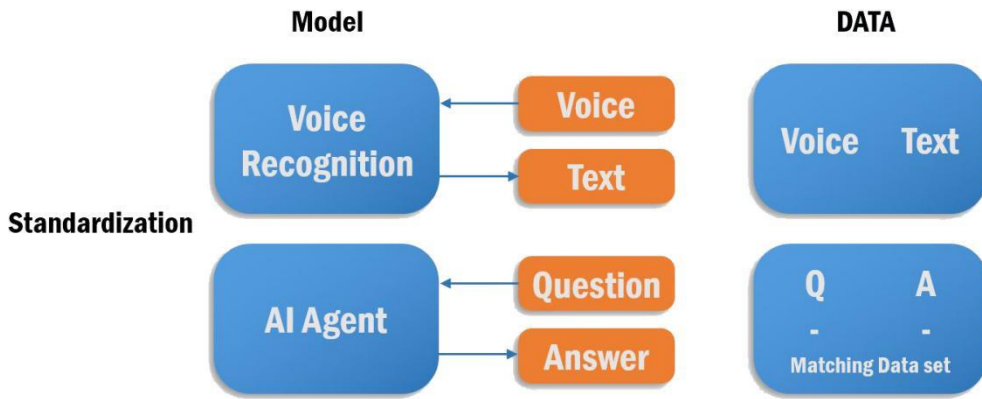 Model
DATA
Voice
Recognition
Voice
Text
Voice Text
Standardization
AI Agent
Question
Answer
Q A
- -
Matching Data set